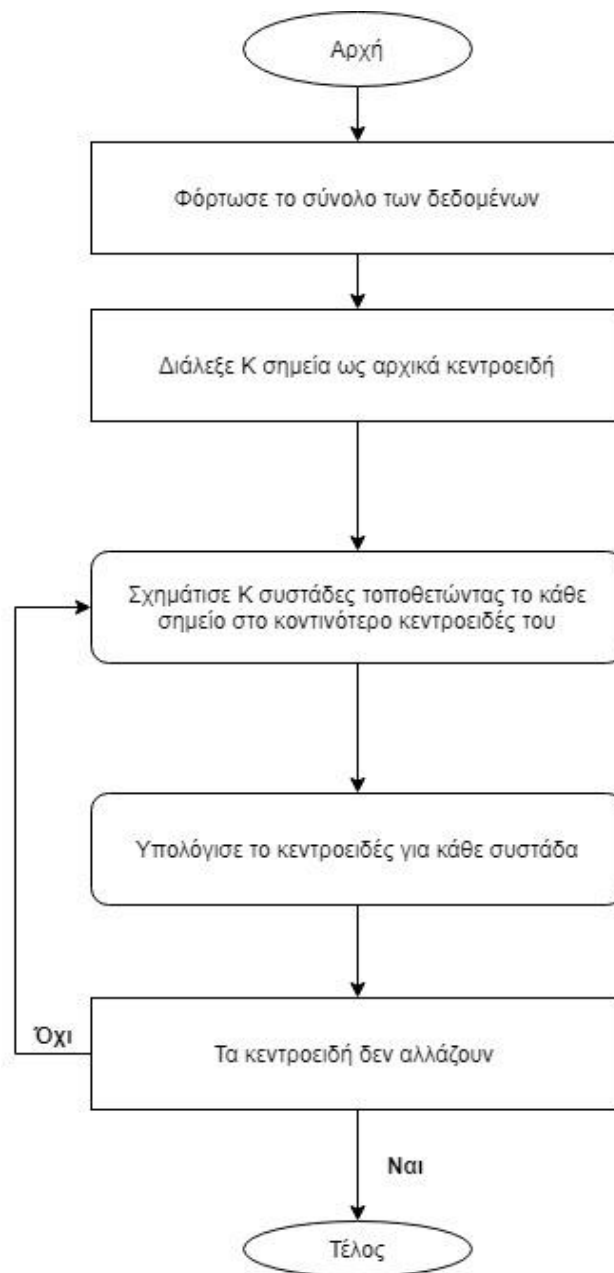 Αρχή
Φόρτωσε το σύνολο των δεδομένων
Διάλεξε Κ σημεία ως αρχικά κεντροειδή
Σχημάτισε Κ συστάδες τοποθετώντας το κάθε
σημείο στο κοντινότερο κεντροειδές του
Υπολόγισε το κεντροειδές για κάθε συστάδα
Όχι
Τα κεντροειδή δεν αλλάζουν
Ναι
Τέλος